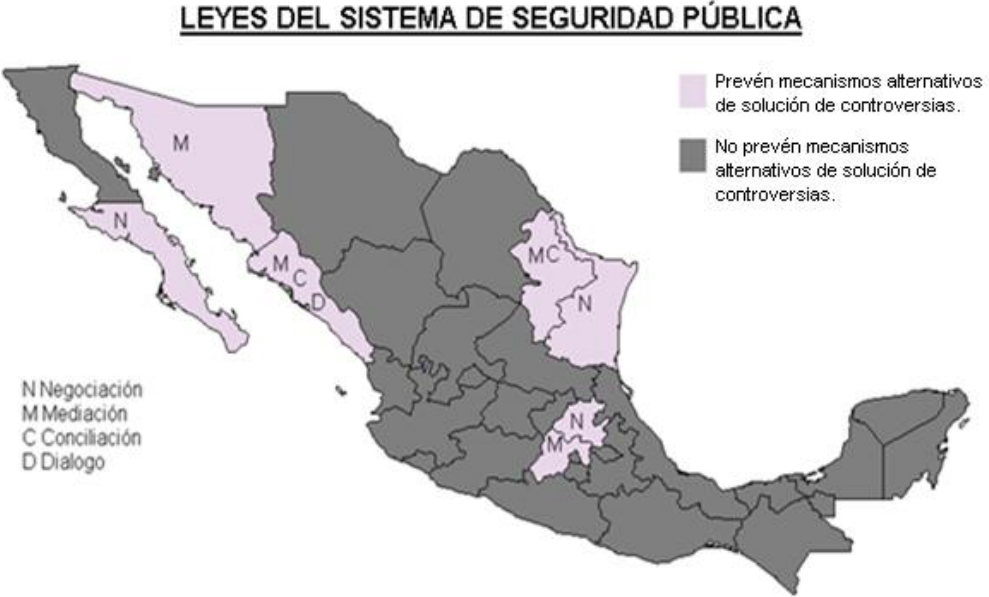 LEYES DEL SISTEMA DE SEGURIDAD PÚBLICA
Prevén mecanismos alternativos
de solución de controversias.
No prevén mecanismos
alternativos de solución de
controversias.
M
N
M
C
D
MC
N
N
M
N Negociación
M Mediación
C Conciliación
D Dialogo